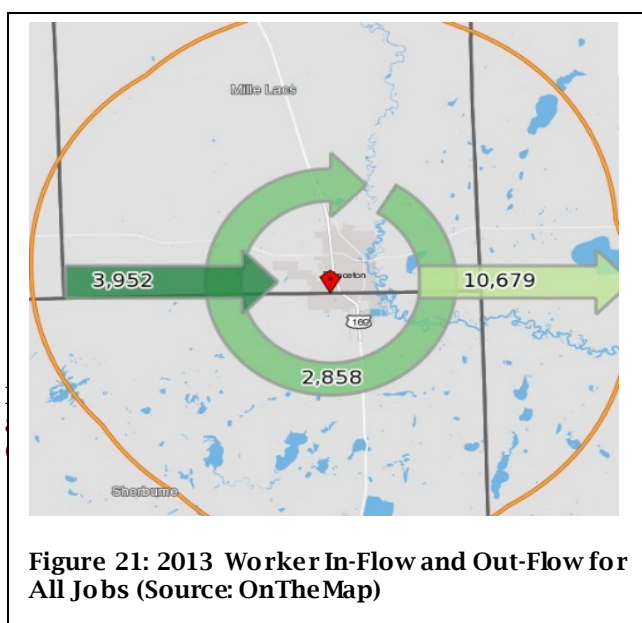 Mille Lacs
3,952
10,679
169
2,858
Sherburne
Figure 21: 2013 Worker In-Flow and Out-Flow for
All Jobs (Source: OnTheMap)